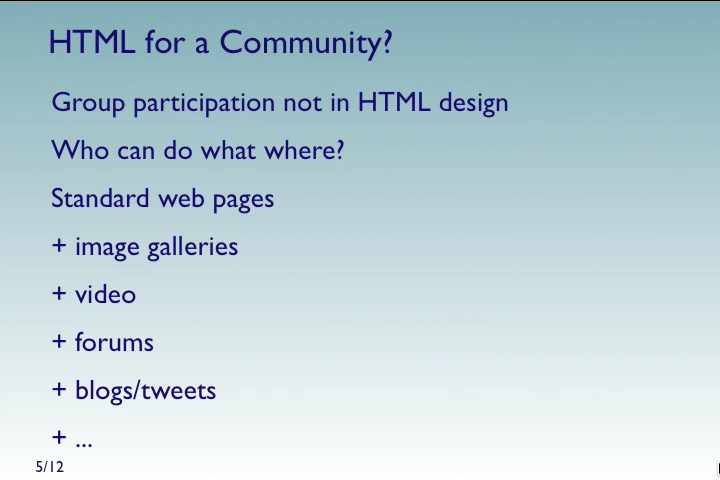 HTML for a Community?
Group participation not in HTML design
Who can do what where?
Standard web pages
+ image galleries
+ video
+ forums
+ blogs/tweets
+ ...
5/12